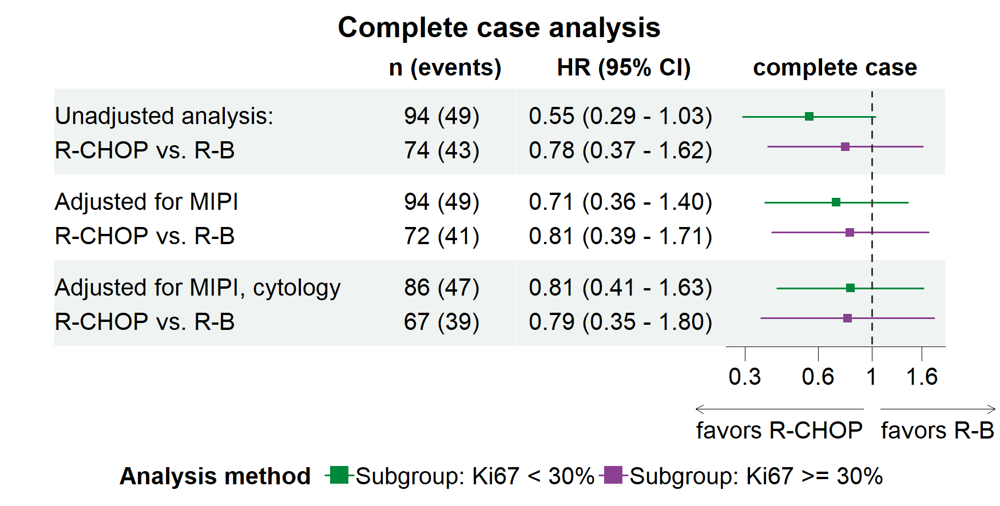 Complete case analysis
n (events) HR (95% CI) complete case
Unadjusted analysis: 94 (49) 0.55 (0.29 - 1.03)
R-CHOP vs. R-B 74 (43) 0.78 (0.37 - 1.62)
Adjusted for MIPI 94 (49) 0.71 (0.36 - 1.40)
R-CHOP vs. R-B 72 (41) 0.81 (0.39 - 1.71)
Adjusted for MIPI, cytology 86 (47) 0.81 (0.41 - 1.63)
R-CHOP vs. R-B 67 (39) 0.79 (0.35 - 1.80)
0.3 0.6 1 1.6
favors R-CHOP favors R-B
Analysis method Subgroup: Ki67 < 30% Subgroup: Ki67 >= 30%